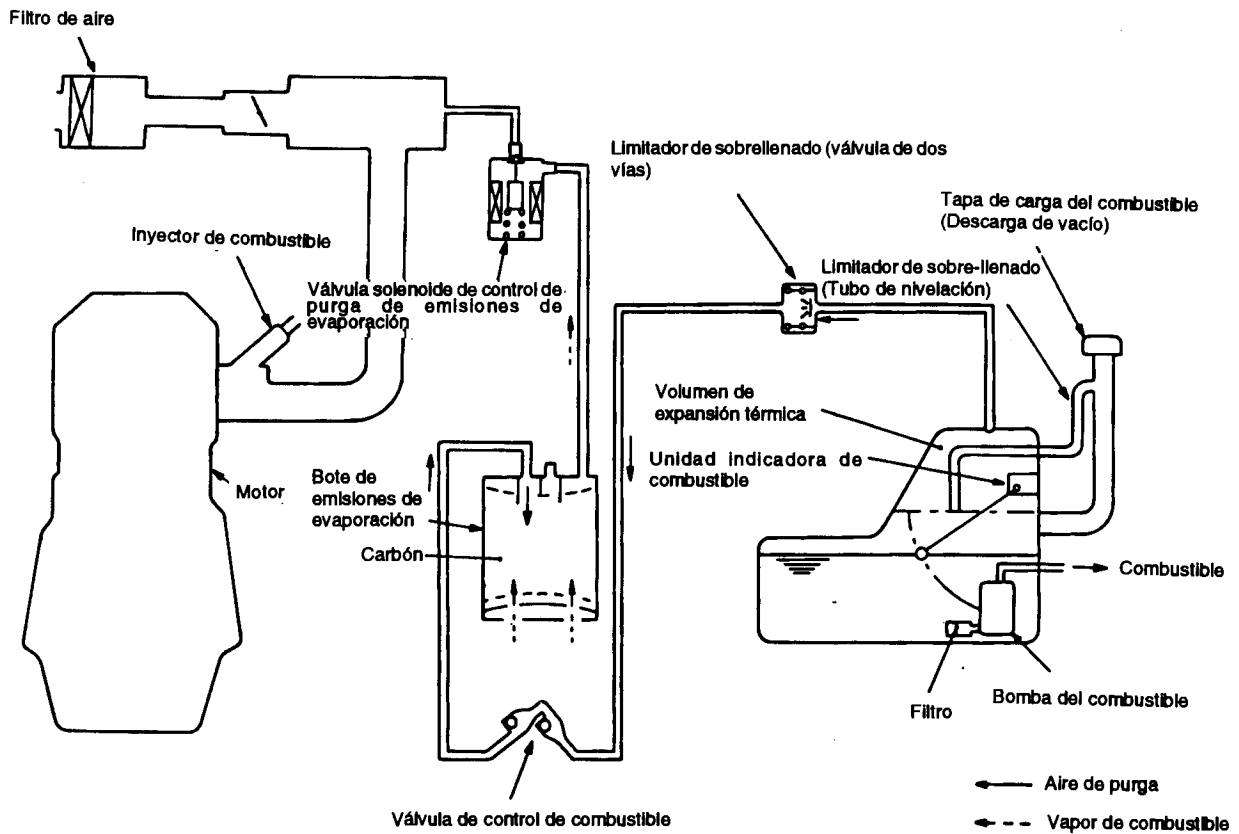 Filtro de aire
Limitador de sobrellenado (válvula de dos
vías)
Tapa de carga del combustible
(Descarga de vacío)
Inyector de combustible
Limitador de sobre-llenado
(Tubo de nivelación)
Válvula solenoide de control de
purga de emisiones de
evaporación
Volumen de
expansión térmica
Unidad indicadora de
combustible
Motor
Bote de
emisiones de
evaporación
Carbón
Combustible
Bomba del combustible
Filtro
Aire de purga
Válvula de control de combustible
Vapor de combustible